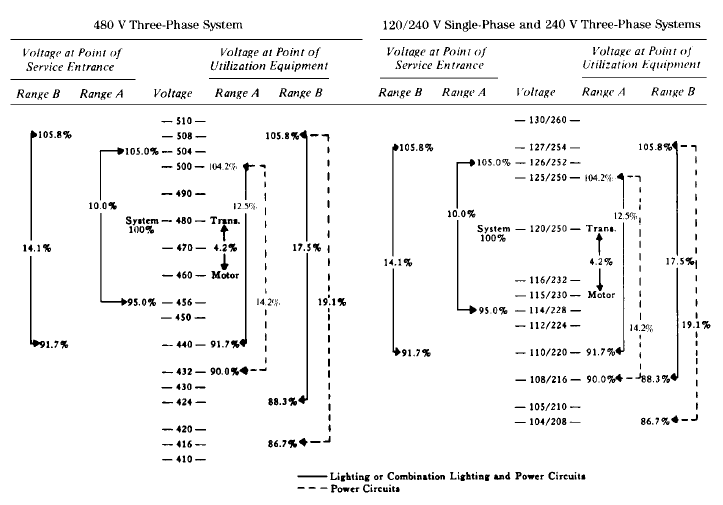 480 V Three-Phase System
120/240 V Single-Phase and 240 V Three-Phase Systems
Voltage at Point of Service Entrance
Voltage at Point of Utilization Equipment
Voltage at Point of Service Entrance
Voltage at Point of Utilization Equipment
Range B Range A Voltage Range A Range B
Range B Range A Voltage Range A Range B
510
105.8% 508 105.8%
105.0% 504
500 104.2%
490
10.0% 12.5%
System 100% 480 Trans.
14.1% 470 4.2% 17.5%
460 Motor
95.0% 456 14.2% 19.1%
450
91.7% 440 91.7%
432 90.0%
430
424 88.3%
420
416 86.7%
410
130/260
105.8% 127/254 105.8%
105.0% 126/252
125/250 104.2%
10.0% 12.5%
System 100% 120/250 Trans.
14.1% 4.2% 17.5%
116/232
115/230 Motor
95.0% 114/228
112/224 14.2% 19.1%
91.7% 110/220 91.7%
108/216 90.0% 88.3%
105/210
104/208 86.7%
Lighting or Combination Lighting and Power Circuits
Power Circuits